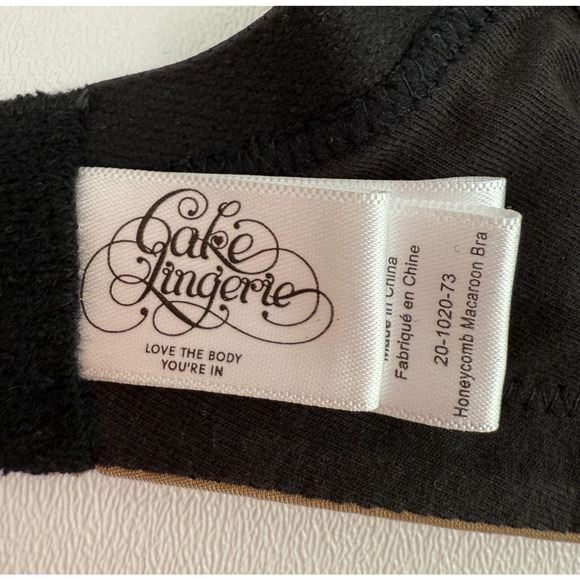 Cake
Lingerie
LOVE THE BODY
YOU'RE IN
Made in China
Fabriqué en Chine
20-1020-73
Honeycomb Macaroon Bra